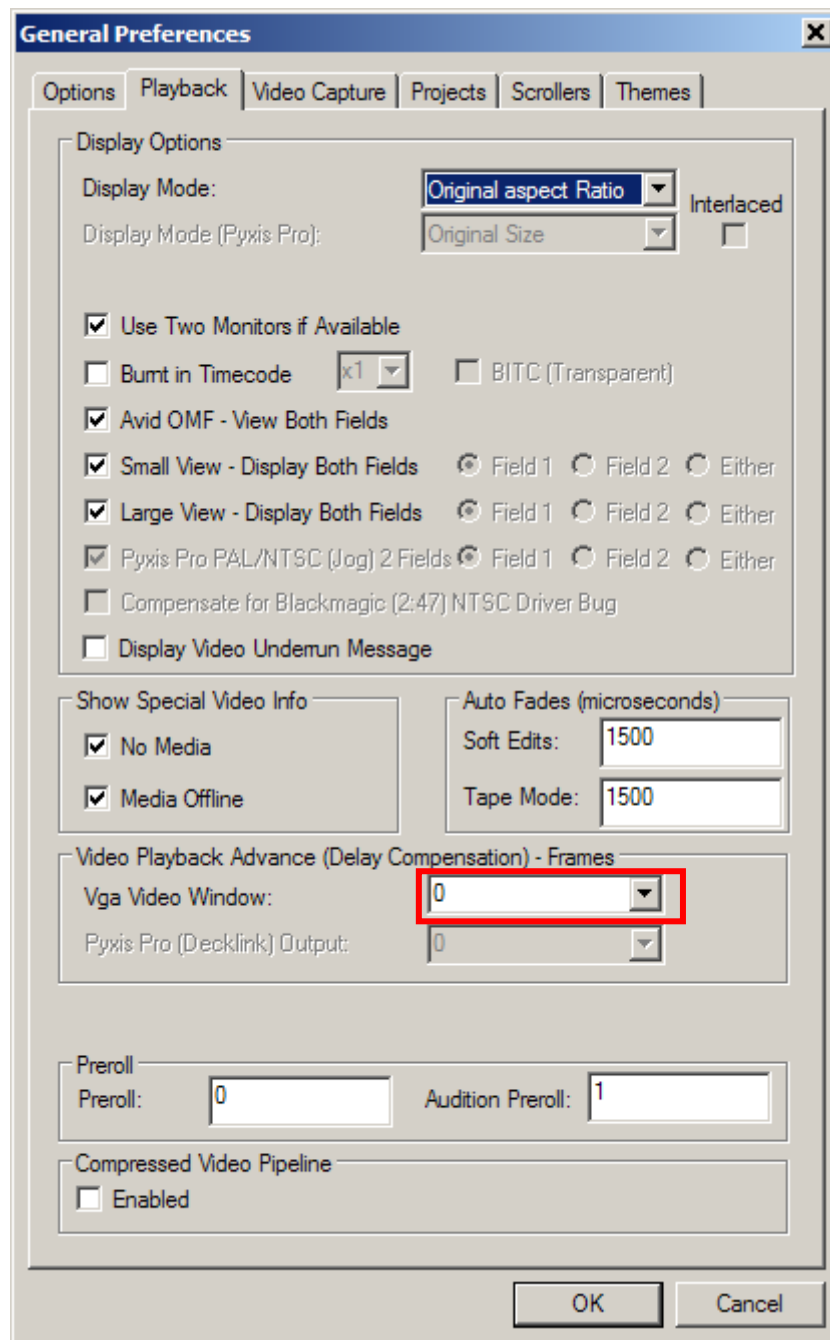 General Preferences
Options Playback Video Capture Projects Scrollers Themes
Display Options
Display Mode: Original aspect Ratio Interlaced
Display Mode (Pyxis Pro): Original Size
Use Two Monitors if Available
Burnt in Timecode x1 BITC (Transparent)
Avid OMF - View Both Fields
Small View - Display Both Fields Field 1 Field 2 Either
Large View - Display Both Fields Field 1 Field 2 Either
Pyxis Pro PAL/NTSC (Jog) 2 Fields Field 1 Field 2 Either
Compensate for Blackmagic (2:47) NTSC Driver Bug
Display Video Underrun Message
Show Special Video Info
No Media
Media Offline
Auto Fades (microseconds)
Soft Edits: 1500
Tape Mode: 1500
Video Playback Advance (Delay Compensation) - Frames
Vga Video Window: 0
Pyxis Pro (Decklink) Output: 0
Preroll
Preroll: 0 Audition Preroll: 1
Compressed Video Pipeline
Enabled
OK Cancel